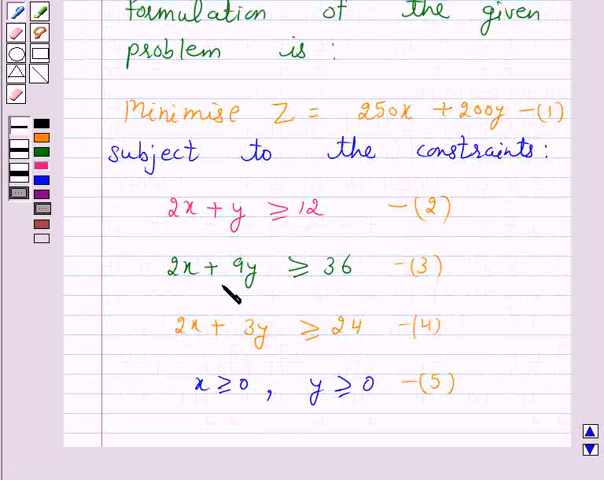 formulation of the given
problem is :
Minimise Z = 250x + 200y - (1)
subject to the constraints :
2x + y ≥ 12 - (2)
2x + 9y ≥ 36 - (3)
2x + 3y ≥ 24 - (4)
x ≥ 0 , y ≥ 0 - (5)